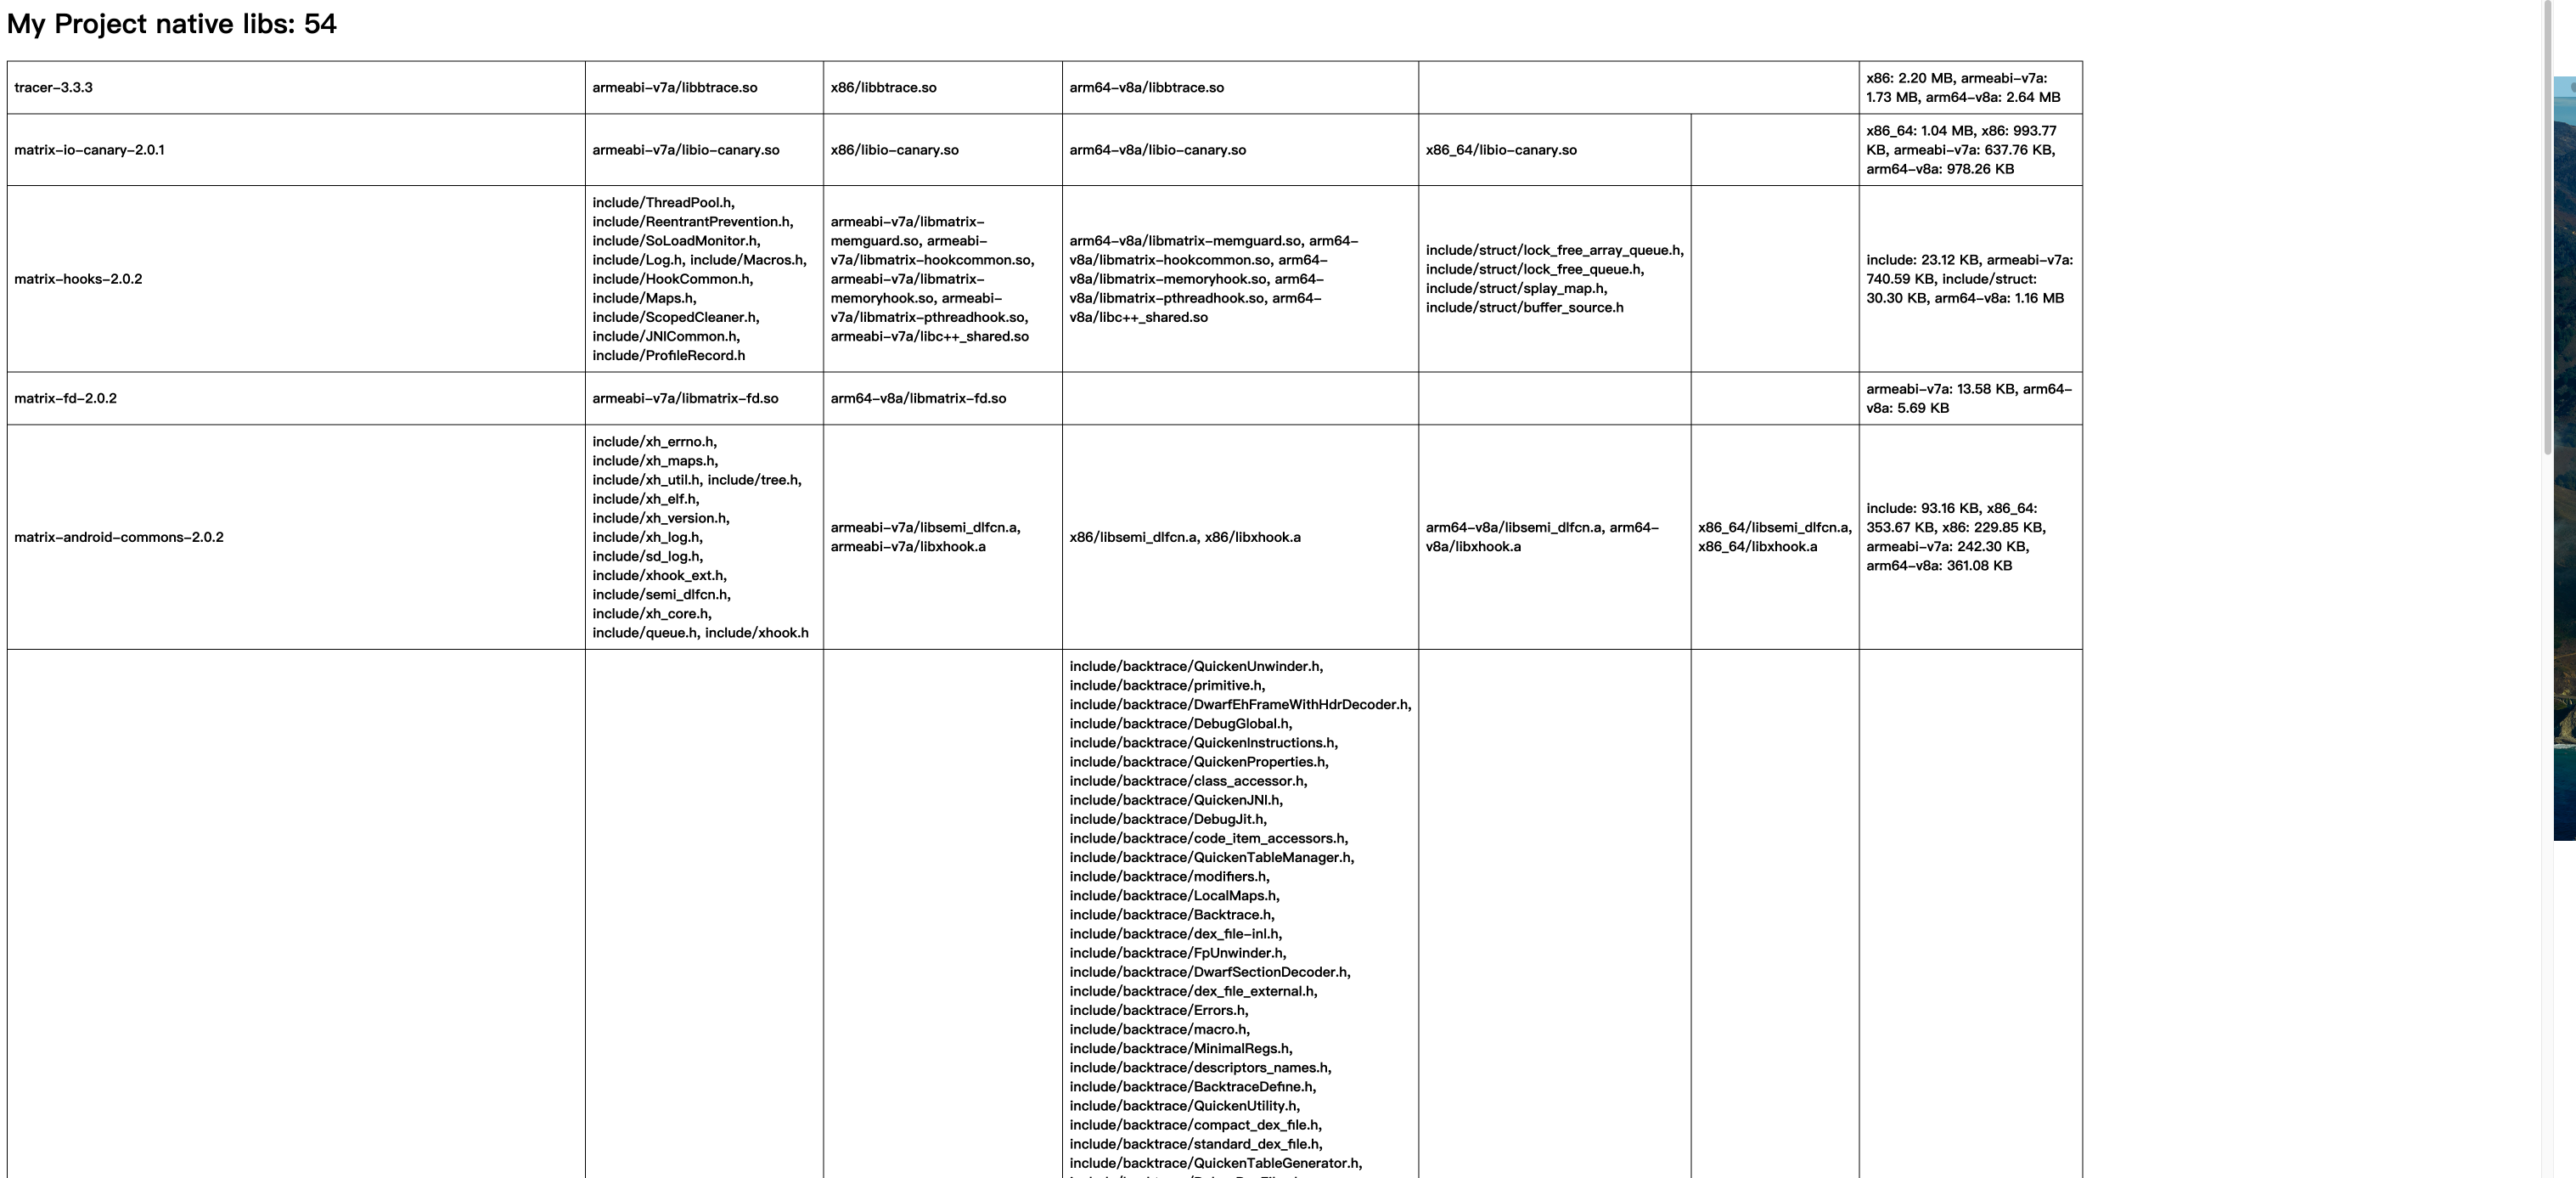 My Project native libs: 54
tracer-3.3.3
armeabi-v7a/libbtrace.so
x86/libbtrace.so
arm64-v8a/libbtrace.so
x86: 2.20 MB, armeabi-v7a:
1.73 MB, arm64-v8a: 2.64 MB
matrix-io-canary-2.0.1
armeabi-v7a/libio-canary.so
x86/libio-canary.so
arm64-v8a/libio-canary.so
x86_64/libio-canary.so
x86_64: 1.04 MB, x86: 993.77
KB, armeabi-v7a: 637.76 KB,
arm64-v8a: 978.26 KB
matrix-hooks-2.0.2
include/ThreadPool.h,
include/ReentrantPrevention.h,
include/SoLoadMonitor.h,
include/Log.h, include/Macros.h,
include/HookCommon.h,
include/Maps.h,
include/ScopedCleaner.h,
include/JNICommon.h,
include/ProfileRecord.h
armeabi-v7a/libmatrix-
memguard.so, armeabi-
v7a/libmatrix-hookcommon.so,
armeabi-v7a/libmatrix-
memoryhook.so, armeabi-
v7a/libmatrix-pthreadhook.so,
armeabi-v7a/libc++_shared.so
arm64-v8a/libmatrix-memguard.so, arm64-
v8a/libmatrix-hookcommon.so, arm64-
v8a/libmatrix-memoryhook.so, arm64-
v8a/libmatrix-pthreadhook.so, arm64-
v8a/libc++_shared.so
include/struct/lock_free_array_queue.h,
include/struct/lock_free_queue.h,
include/struct/splay_map.h,
include/struct/buffer_source.h
include: 23.12 KB, armeabi-v7a:
740.59 KB, include/struct:
30.30 KB, arm64-v8a: 1.16 MB
matrix-fd-2.0.2
armeabi-v7a/libmatrix-fd.so
arm64-v8a/libmatrix-fd.so
armeabi-v7a: 13.58 KB, arm64-
v8a: 5.69 KB
matrix-android-commons-2.0.2
include/xh_errno.h,
include/xh_maps.h,
include/xh_util.h, include/tree.h,
include/xh_elf.h,
include/xh_version.h,
include/xh_log.h,
include/sd_log.h,
include/xhook_ext.h,
include/semi_dlfcn.h,
include/xh_core.h,
include/queue.h, include/xhook.h
armeabi-v7a/libsemi_dlfcn.a,
armeabi-v7a/libxhook.a
x86/libsemi_dlfcn.a, x86/libxhook.a
arm64-v8a/libsemi_dlfcn.a, arm64-
v8a/libxhook.a
x86_64/libsemi_dlfcn.a,
x86_64/libxhook.a
include: 93.16 KB, x86_64:
353.67 KB, x86: 229.85 KB,
armeabi-v7a: 242.30 KB,
arm64-v8a: 361.08 KB
include/backtrace/QuickenUnwinder.h,
include/backtrace/primitive.h,
include/backtrace/DwarfEhFrameWithHdrDecoder.h,
include/backtrace/DebugGlobal.h,
include/backtrace/QuickenInstructions.h,
include/backtrace/QuickenProperties.h,
include/backtrace/class_accessor.h,
include/backtrace/QuickenJNI.h,
include/backtrace/DebugJit.h,
include/backtrace/code_item_accessors.h,
include/backtrace/QuickenTableManager.h,
include/backtrace/modifiers.h,
include/backtrace/LocalMaps.h,
include/backtrace/Backtrace.h,
include/backtrace/dex_file-inl.h,
include/backtrace/FpUnwinder.h,
include/backtrace/DwarfSectionDecoder.h,
include/backtrace/dex_file_external.h,
include/backtrace/Errors.h,
include/backtrace/macro.h,
include/backtrace/MinimalRegs.h,
include/backtrace/descriptors_names.h,
include/backtrace/BacktraceDefine.h,
include/backtrace/QuickenUtility.h,
include/backtrace/compact_dex_file.h,
include/backtrace/standard_dex_file.h,
include/backtrace/QuickenTableGenerator.h,